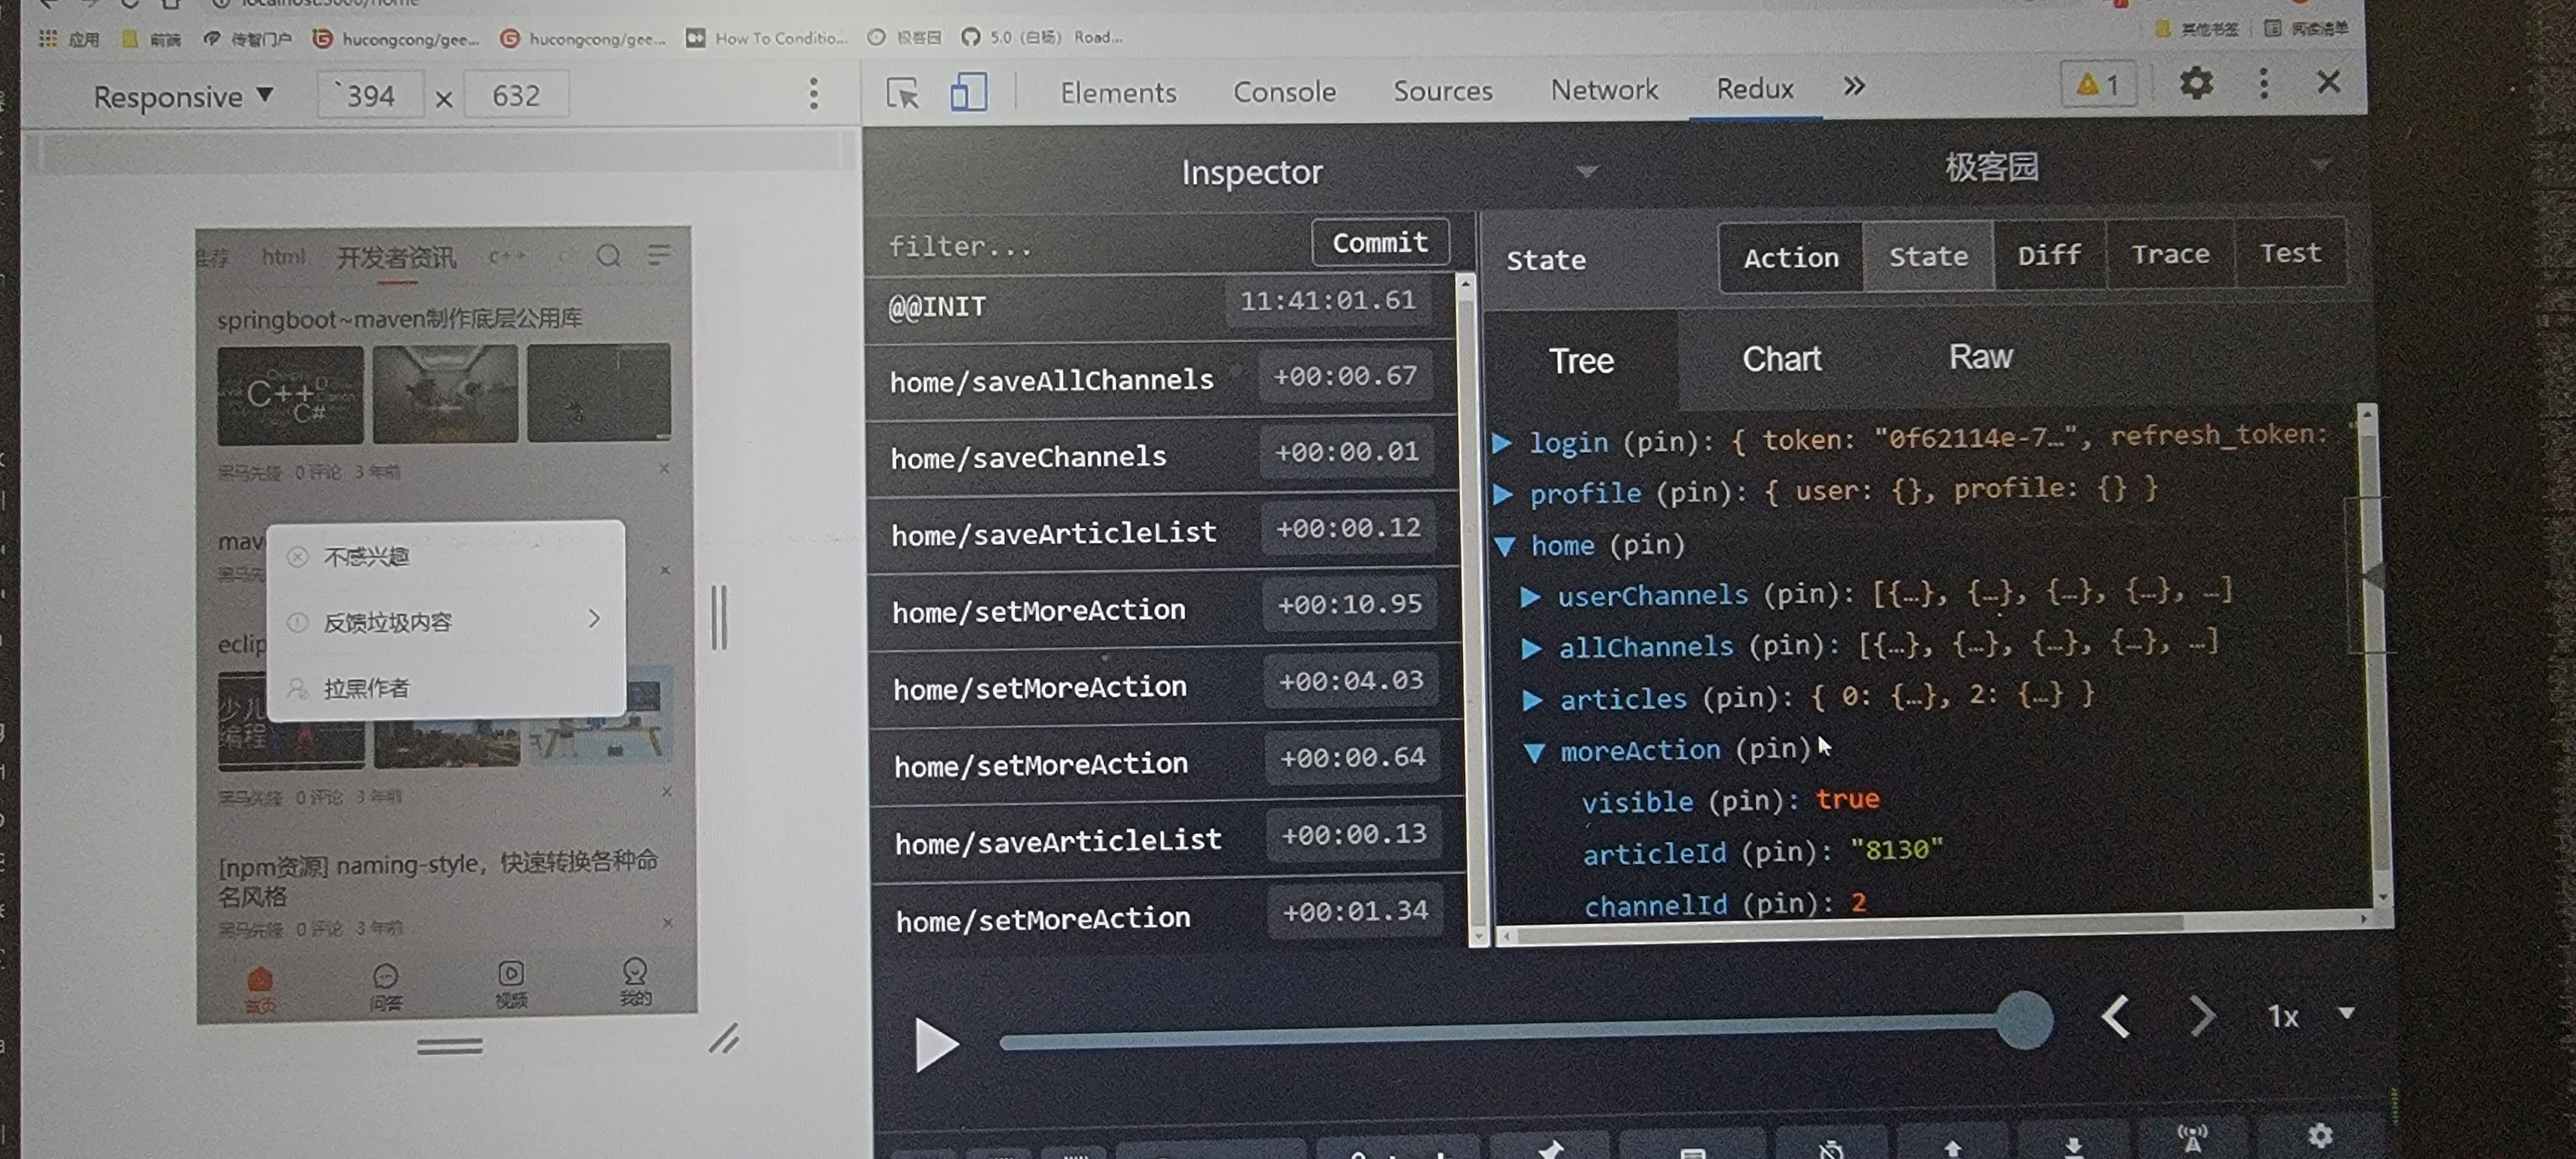 localhost:3000/home
应用 前端 传智门户 hucongcong/gee... hucongcong/gee... How To Conditio... 极客园 5.0 (白杨) Road... 其他书签 阅读清单
Responsive ▼ 394 × 632
Elements Console Sources Network Redux » 1
Inspector 极客园
filter... Commit
State Action State Diff Trace Test
@@INIT 11:41:01.61
home/saveAllChannels +00:00.67
home/saveChannels +00:00.01
home/saveArticleList +00:00.12
home/setMoreAction +00:10.95
home/setMoreAction +00:04.03
home/setMoreAction +00:00.64
home/saveArticleList +00:00.13
home/setMoreAction +00:01.34
Tree Chart Raw
login (pin): { token: "0f62114e-7…", refresh_token: "
profile (pin): { user: {}, profile: {} }
home (pin)
userChannels (pin): [{…}, {…}, {…}, {…}, …]
allChannels (pin): [{…}, {…}, {…}, {…}, …]
articles (pin): { 0: {…}, 2: {…} }
moreAction (pin)
visible (pin): true
articleId (pin): "8130"
channelId (pin): 2
1x
推荐 html 开发者资讯 c++
springboot~maven制作底层公用库
C++
C#
黑马先锋 0 评论 3 年前 ×
mav
黑马先 ×
不感兴趣
反馈垃圾内容
拉黑作者
eclip
少儿
编程
黑马先锋 0 评论 3 年前 ×
[npm资源] naming-style，快速转换各种命
名风格
黑马先锋 0 评论 3 年前 ×
首页 问答 视频 我的